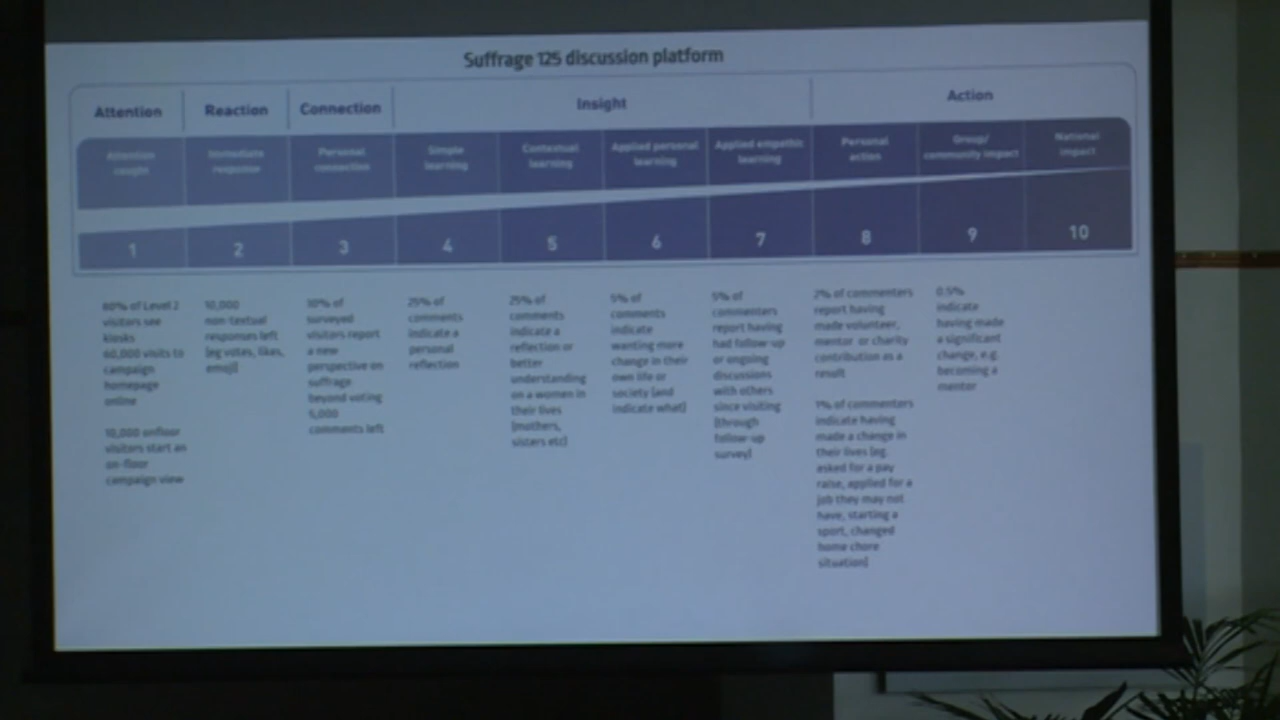 Suffrage 125 discussion platform
Attention
Reaction
Connection
Insight
Action
Attention
caught
Immediate
response
Personal
connection
Simple
learning
Contextual
learning
Applied personal
learning
Applied empathic
learning
Personal
action
Group/
community impact
National
impact
1
2
3
4
5
6
7
8
9
10
60% of Level 2
visitors see
kiosks
60,000 visits to
campaign
homepage
online
10,000 onfloor
visitors start an
on-floor
campaign view
10,000
non-textual
responses left
(eg votes, likes,
emoji)
30% of
surveyed
visitors report
a new
perspective on
suffrage
beyond voting
5,000
comments left
25% of
comments
indicate a
personal
reflection
25% of
comments
indicate a
reflection or
better
understanding
on a women in
their lives
(mothers,
sisters etc)
5% of
comments
indicate
wanting more
change in their
own life or
society (and
indicate what)
5% of
commenters
report having
had follow-up
or ongoing
discussions
with others
since visiting
(through
follow-up
survey)
2% of commenters
report having
made volunteer,
mentor or charity
contribution as a
result
1% of commenters
indicate having
made a change in
their lives (eg.
asked for a pay
raise, applied for a
job they may not
have, starting a
sport, changed
home chore
situation)
0.5%
indicate
having made
a significant
change, e.g.
becoming a
mentor